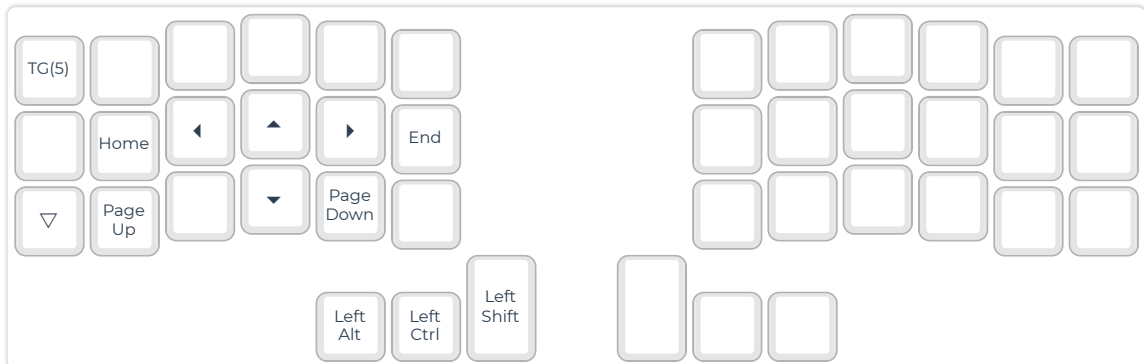 TG(5)
Home
End
Page
Up
Page
Down
Left
Alt
Left
Ctrl
Left
Shift